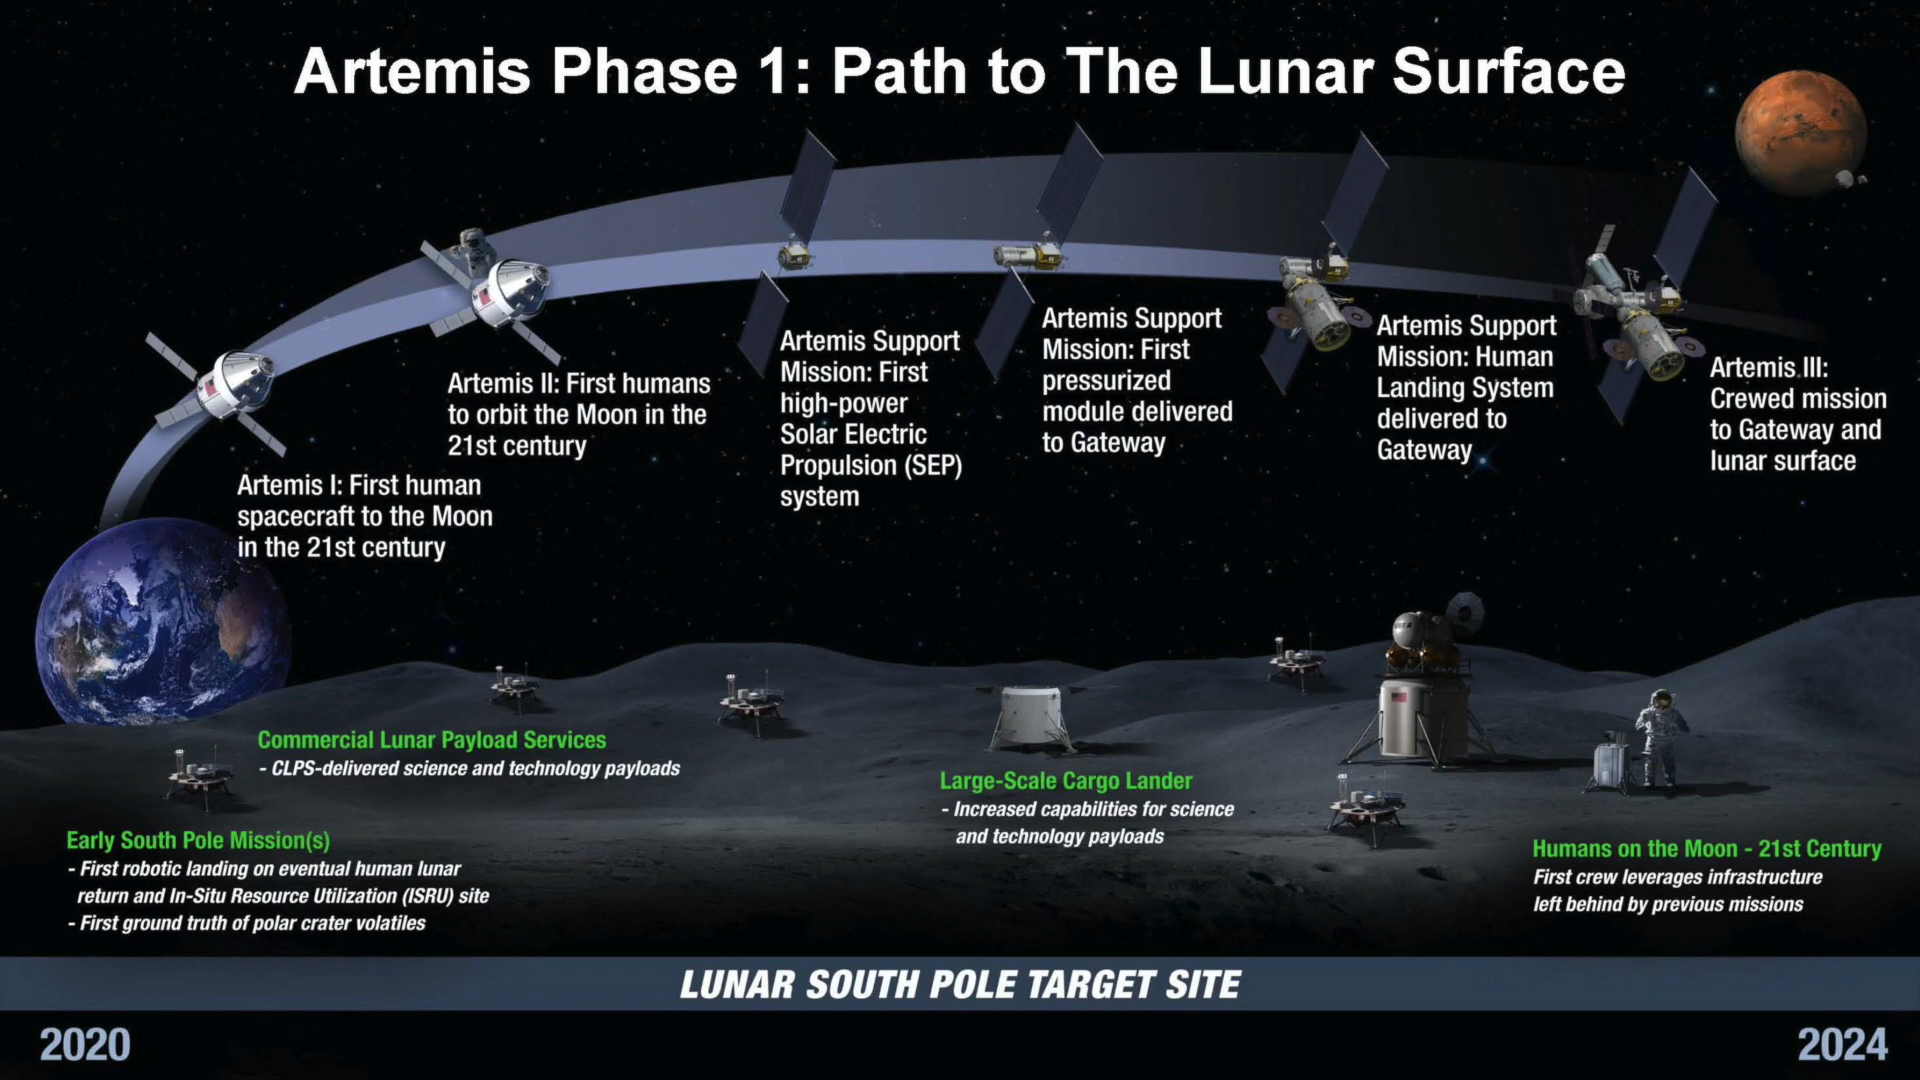 Artemis Phase 1: Path to The Lunar Surface
Artemis I: First human
spacecraft to the Moon
in the 21st century
Artemis II: First humans
to orbit the Moon in the
21st century
Artemis Support
Mission: First
high-power
Solar Electric
Propulsion (SEP)
system
Artemis Support
Mission: First
pressurized
module delivered
to Gateway
Artemis Support
Mission: Human
Landing System
delivered to
Gateway
Artemis III:
Crewed mission
to Gateway and
lunar surface
Commercial Lunar Payload Services
- CLPS-delivered science and technology payloads
Early South Pole Mission(s)
- First robotic landing on eventual human lunar
return and In-Situ Resource Utilization (ISRU) site
- First ground truth of polar crater volatiles
Large-Scale Cargo Lander
- Increased capabilities for science
and technology payloads
Humans on the Moon - 21st Century
First crew leverages infrastructure
left behind by previous missions
LUNAR SOUTH POLE TARGET SITE
2020
2024